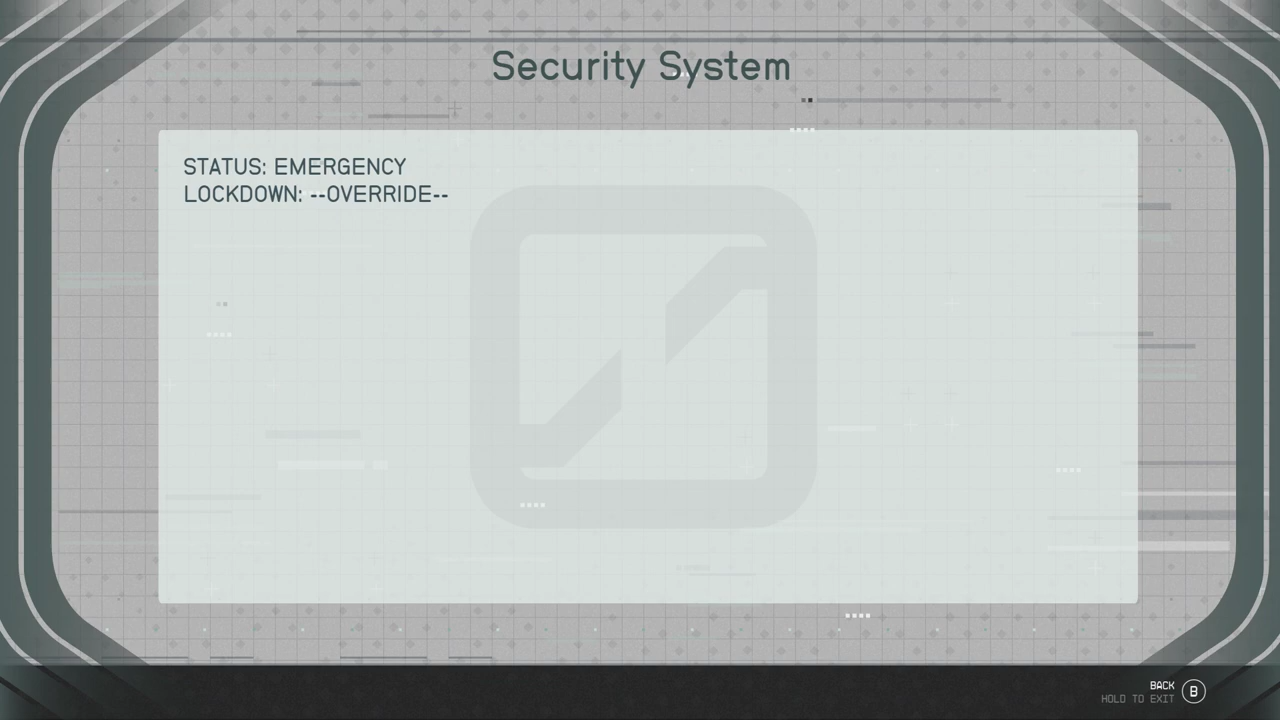 Security System
STATUS: EMERGENCY
LOCKDOWN: --OVERRIDE--
BACK
HOLD TO EXIT
B